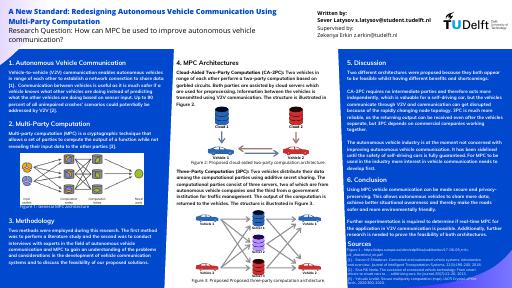 A New Standard: Redesigning Autonomous Vehicle Communication Using
Multi-Party Computation
Research Question: How can MPC be used to improve autonomous vehicle
communication?
Written by:
Sever Latysov s.latysov@student.tudelft.nl
Supervised by:
Zekeriya Erkin z.erkin@tudelft.nl
TUDelft
1. Autonomous Vehicle Communication
Vehicle-to-vehicle (V2V) communication enables autonomous vehicles
in range of each other to establish a network connection to share data
[1]. Communication between vehicles is useful as it is much safer if a
vehicle knows what other vehicles are doing instead of predicting
what the other vehicles are doing based on sensor input. Up to 80
percent of all unimpaired crashes' scenarios could potentially be
addressed by V2V [2].
2. Multi-Party Computation
Multi-party computation (MPC) is a cryptographic technique that
allows a set of parties to compute the output of a function while not
revealing their input data to the other parties [3].
3. Methodology
Two methods were employed during this research. The first method
was to perform a literature study and the second was to conduct
interviews with experts in the field of autonomous vehicle
communication and MPC to gain an understanding of the problems
and considerations in the development of vehicle communication
systems and to discuss the feasibility of our proposed solutions.
4. MPC Architectures
Cloud-Aided Two-Party Computation (CA-2PC): Two vehicles in
range of each other perform a two-party computation based on
garbled circuits. Both parties are assisted by cloud servers which
are used for preprocessing. Information between the vehicles is
transmitted using V2V communication. The structure is illustrated in
Figure 2.
Cloud 1
Cloud 2
Vehicle 1
Vehicle 2
Figure 2: Proposed cloud-aided two-party computation architecture.
Three-Party Computation (3PC): Two vehicles distribute their data
among the computational parties using additive secret sharing. The
computational parties consist of three servers, two of which are from
autonomous vehicle companies and the third from a government
institution for traffic management. The output of the computation is
returned to the vehicles. The structure is illustrated in Figure 3.
Vehicle 1
Vehicle 2
Vehicle 1
Vehicle 2
Figure 3: Proposed Proposed three-party computation architecture.
5. Discussion
Two different architectures were proposed because they both appear
to be feasible whilst having different benefits and shortcomings.
CA-2PC requires no intermediate parties and therefore acts more
independently, which is valuable for a self-driving car, but the vehicles
communicate through V2V communication and can get disrupted
because of the rapidly changing node topology. 3PC is much more
reliable, as the returning output can be received even after the vehicles
separate, but 3PC depends on commercial companies working
together.
The autonomous vehicle industry is at the moment not concerned with
improving autonomous vehicle communication. It has been sidelined
until the safety of self-driving cars is fully guaranteed. For MPC to be
used in the industry more interest in vehicle communication needs to
develop first.
6. Conclusion
Using MPC vehicle communication can be made secure and privacy-
preserving. This allows autonomous vehicles to share more data,
achieve better situational awareness and thereby make the roads
safer and more environmentally friendly.
Further experimentation is required to determine if real-time MPC for
the application in V2V communication is possible. Additionally, further
research is needed to prove the feasibility of both architectures.
Sources